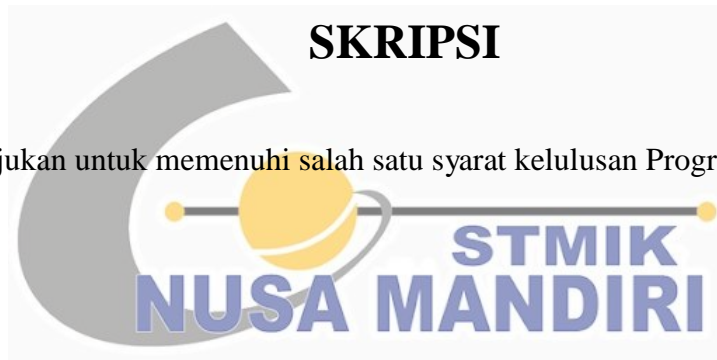 SKRIPSI
jukan untuk memenuhi salah satu syarat kelulusan Progr
STMIK
NUSA MANDIRI